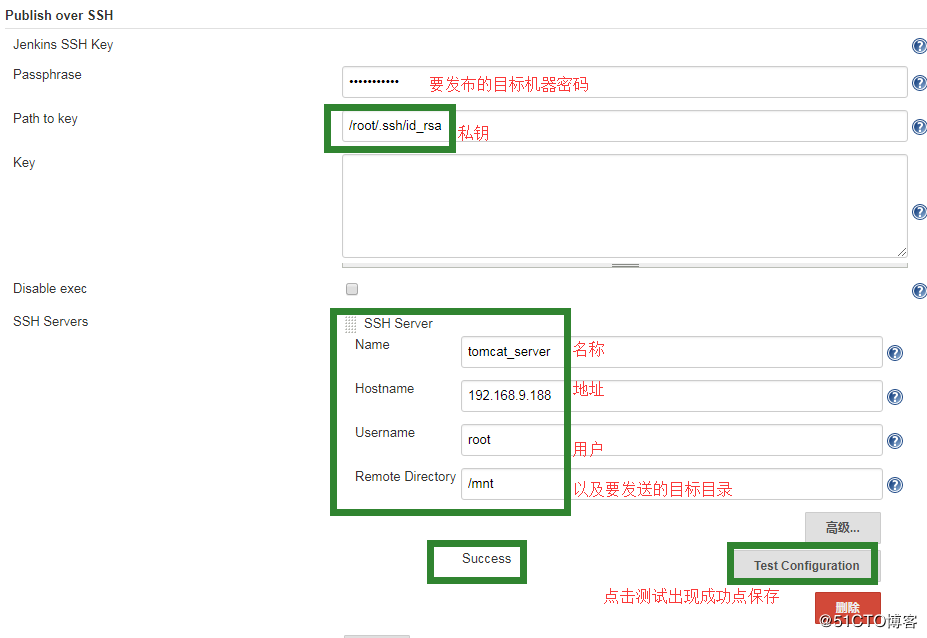 Publish over SSH
Jenkins SSH Key
Passphrase ••••••••••• 要发布的目标机器密码
Path to key /root/.ssh/id_rsa 私钥
Key
Disable exec
SSH Servers
SSH Server
Name tomcat_server 名称
Hostname 192.168.9.188 地址
Username root 用户
Remote Directory /mnt 以及要发送的目标目录
高级...
Success
Test Configuration
点击测试出现成功点保存
删除
@51CTO博客